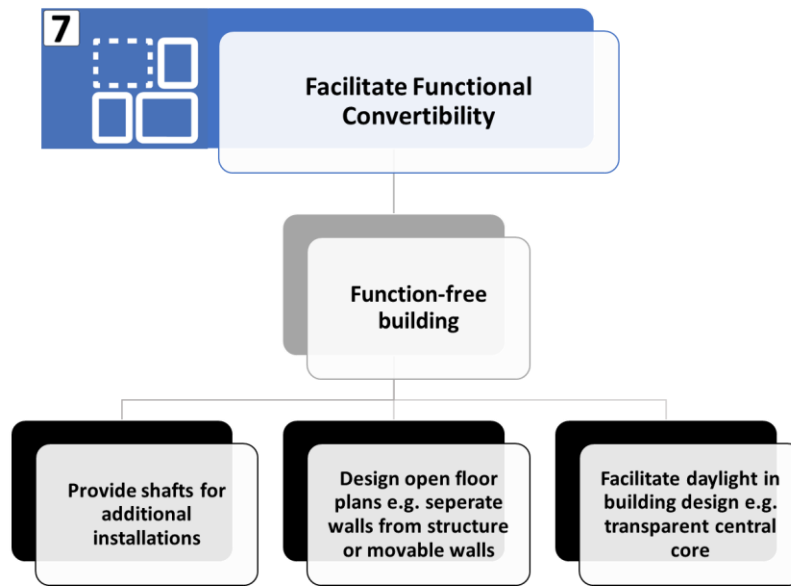 7
Facilitate Functional
Convertibility
Function-free
building
Provide shafts for
additional
installations
Design open floor
plans e.g. seperate
walls from structure
or movable walls
Facilitate daylight in
building design e.g.
transparent central
core